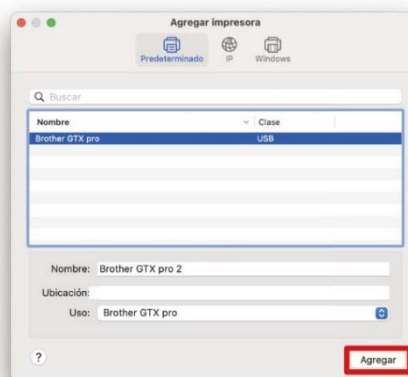 Agregar impresora
Predeterminado IP Windows
Buscar
Nombre Clase
Brother GTX pro USB
Nombre: Brother GTX pro 2
Ubicación:
Uso: Brother GTX pro
? Agregar